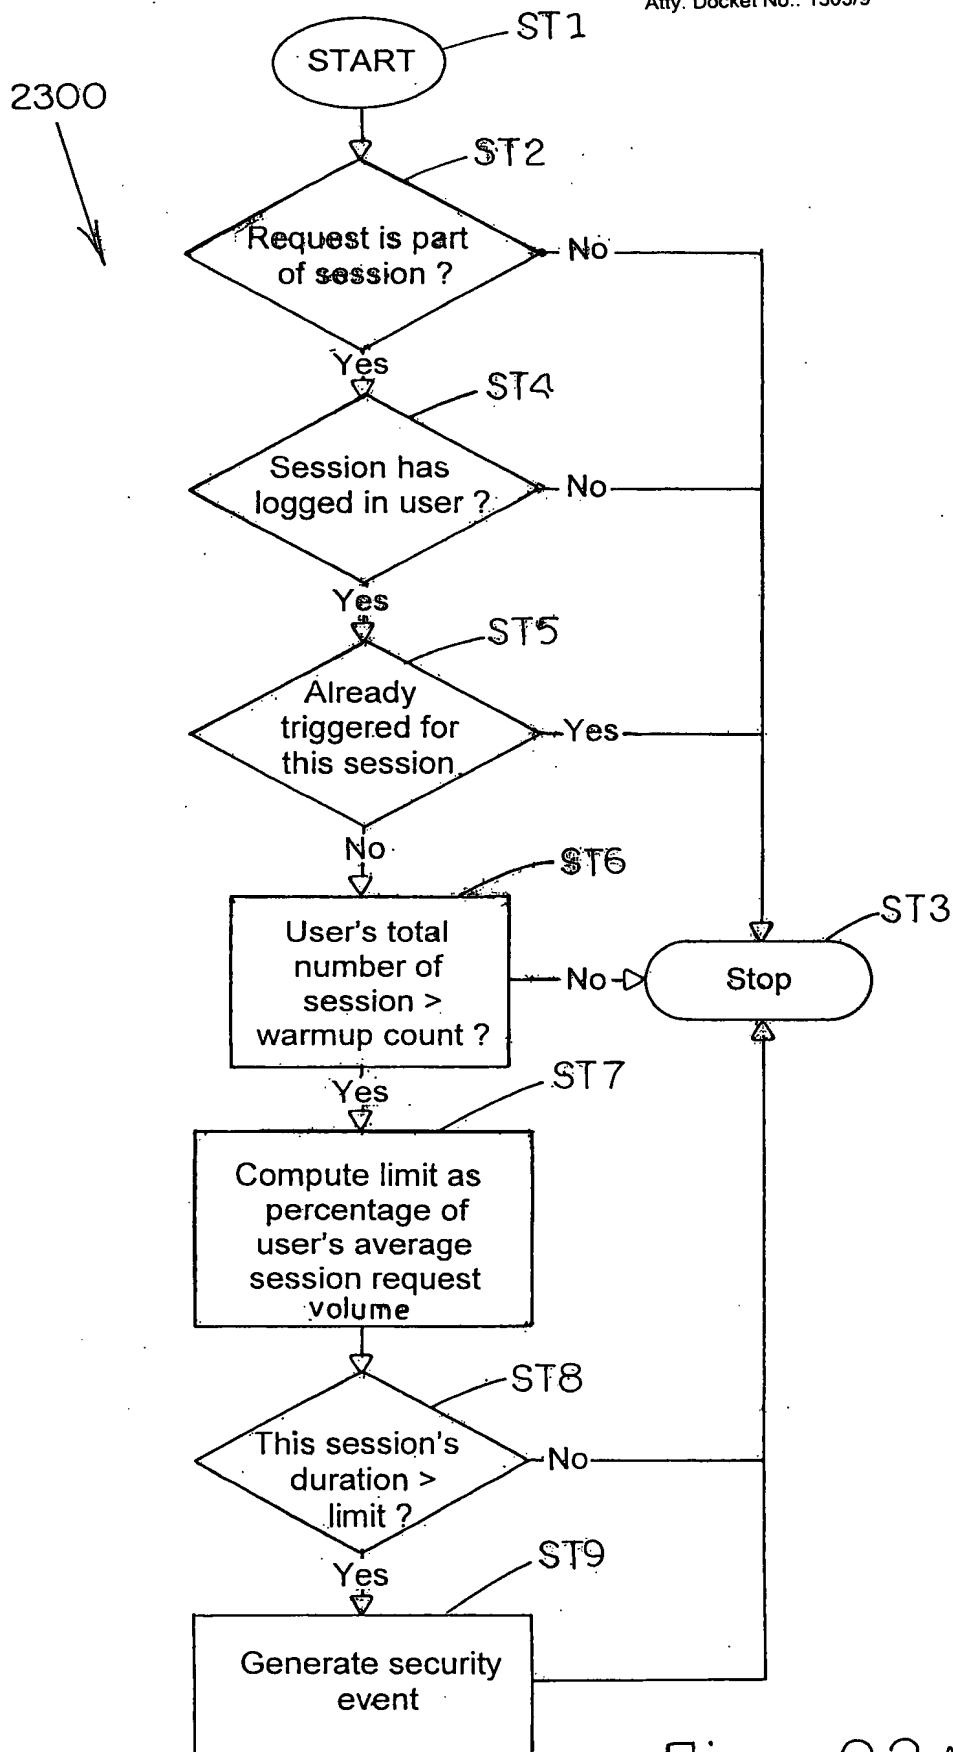 Atty. Docket No.: 1303/9
START
ST1
2300
ST2
Request is part
of session ?
No
Yes
ST4
Session has
logged in user ?
No
Yes
ST5
Already
triggered for
this session
Yes
No
ST6
User's total
number of
session >
warmup count ?
No
ST3
Stop
Yes
ST7
Compute limit as
percentage of
user's average
session request
volume
ST8
This session's
duration >
limit ?
No
Yes
ST9
Generate security
event